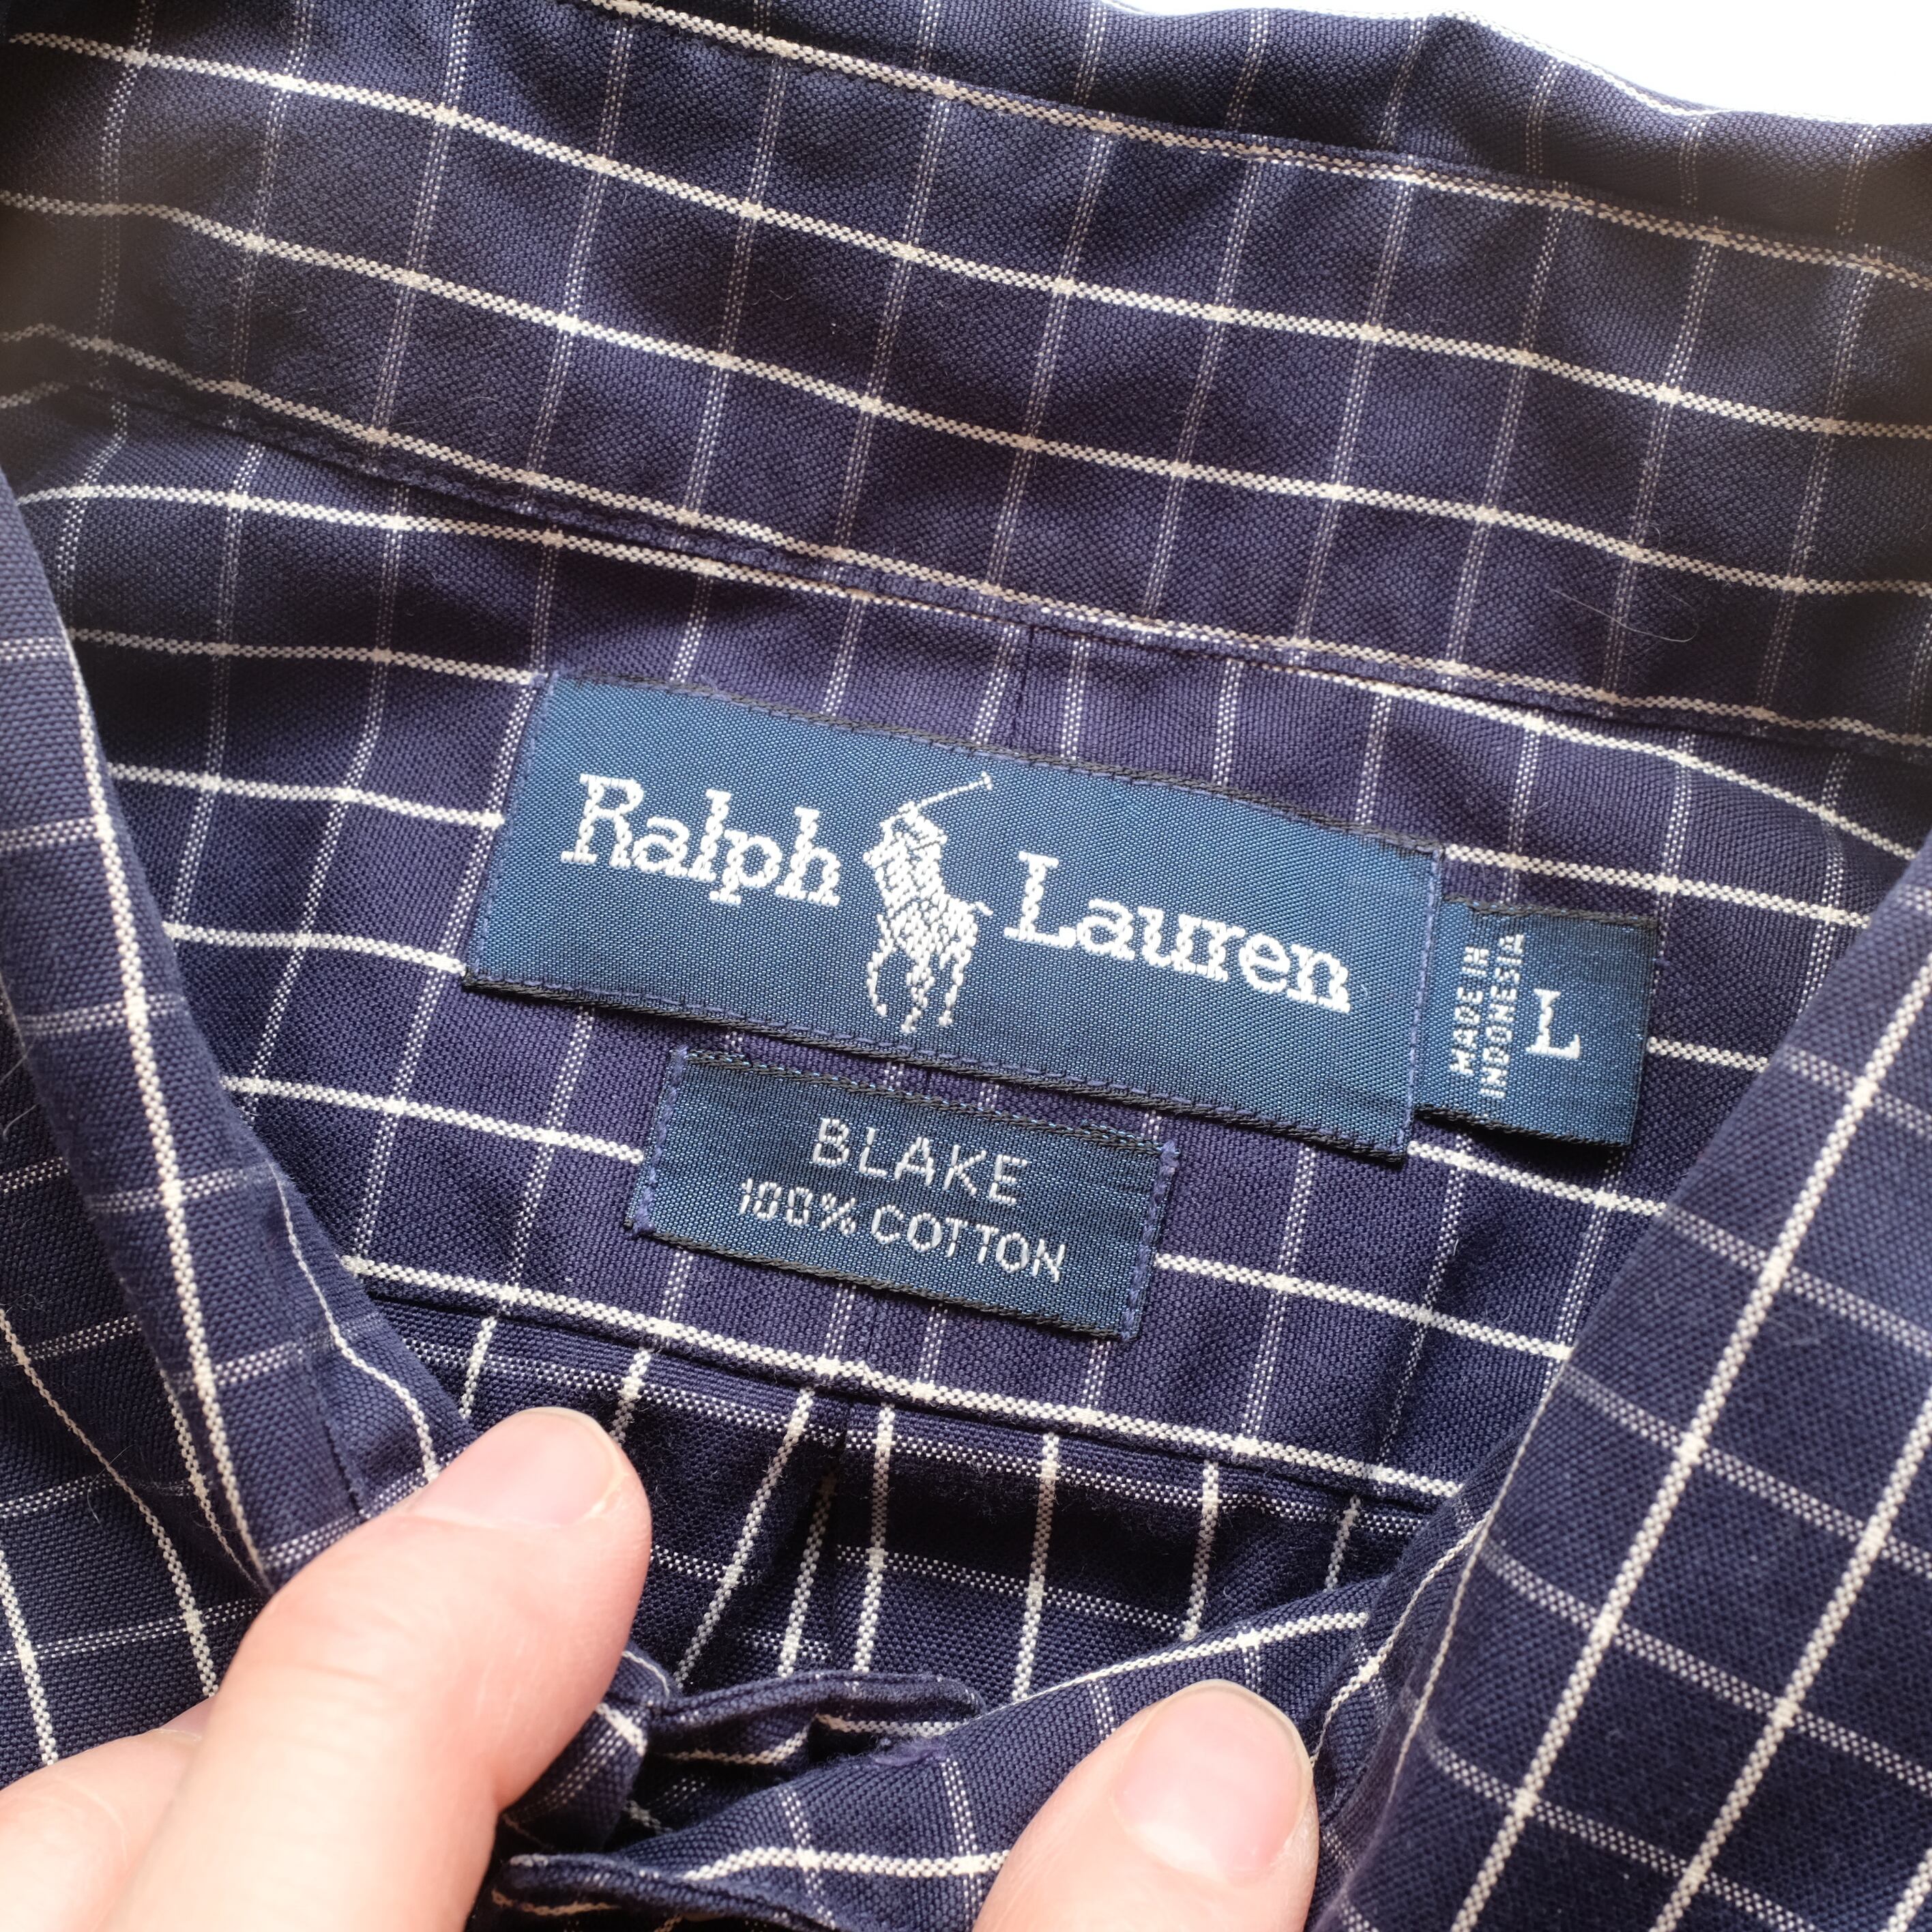 Ralph Lauren
MADE IN
INDONESIA
L
BLAKE
100% COTTON